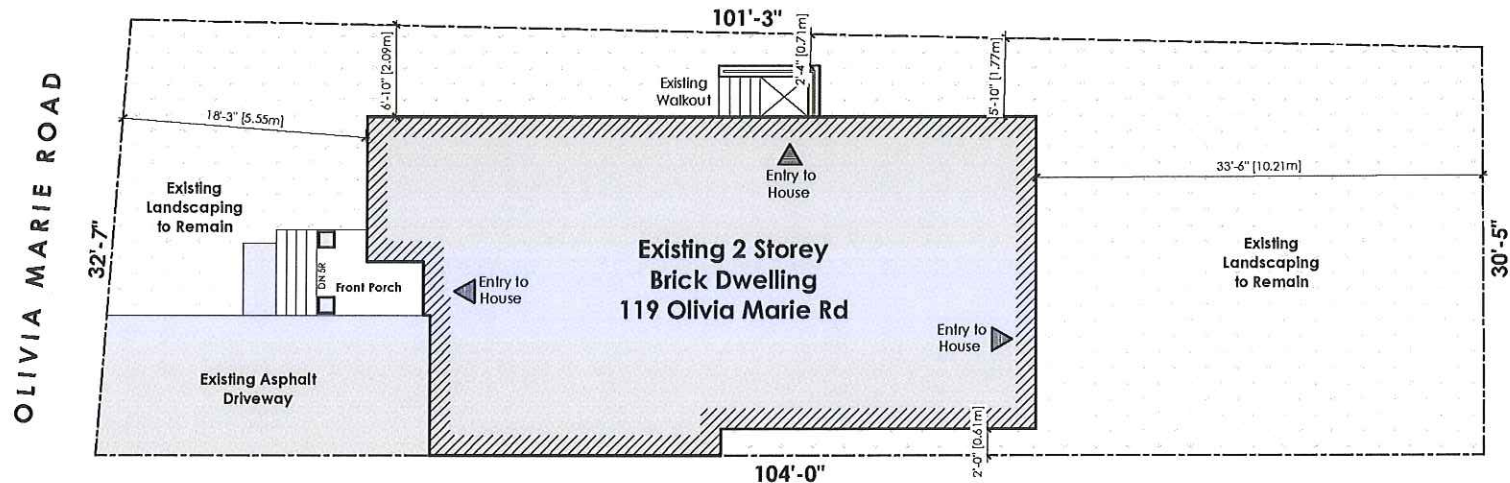 101'-3"
OLIVIA MARIE ROAD
6'-10" [2.09m]
Existing
Walkout
2'-4" [0.71m]
5'-10" [1.77m]
18'-3" [5.55m]
Entry to
House
33'-6" [10.21m]
Existing
Landscaping
to Remain
32'-7"
DN 5R
Front Porch
Entry to
House
Existing 2 Storey
Brick Dwelling
119 Olivia Marie Rd
Existing
Landscaping
to Remain
30'-5"
Entry to
House
Existing Asphalt
Driveway
2'-0" [0.61m]
104'-0"